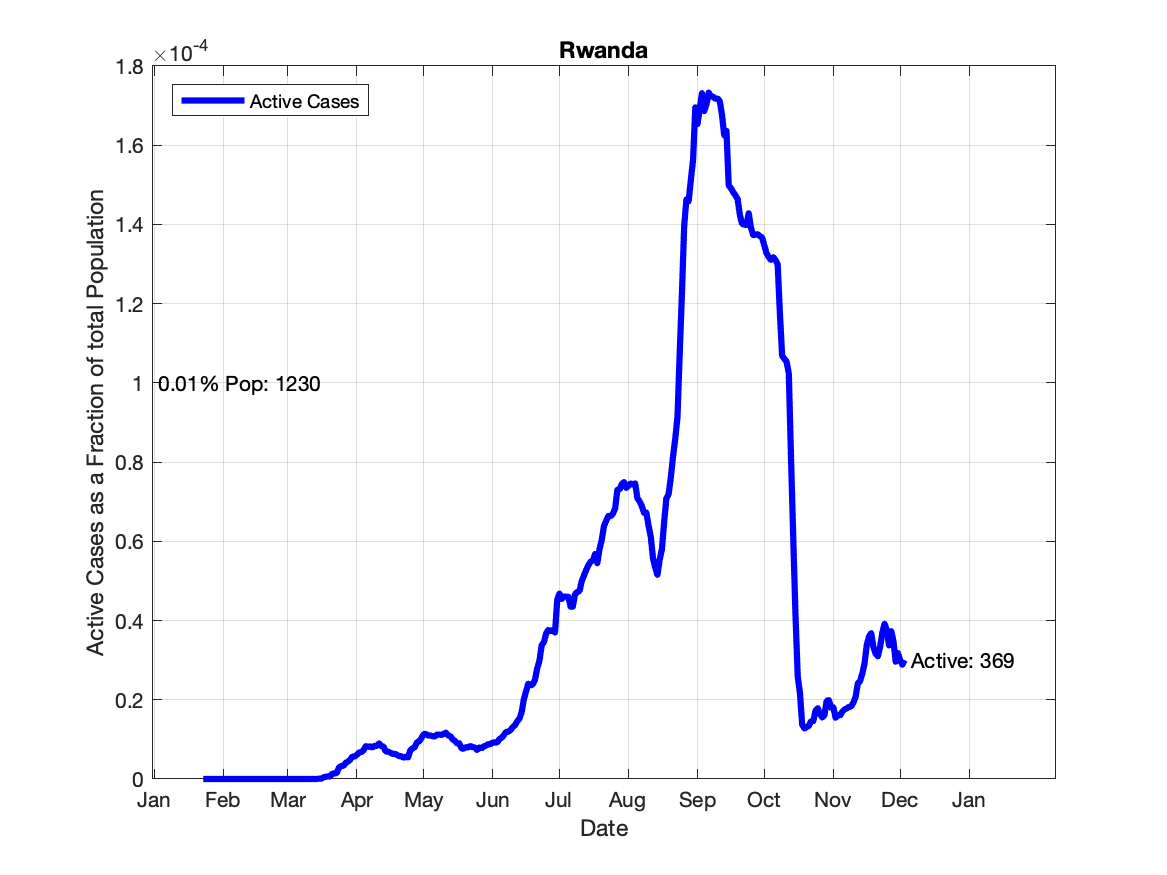 Rwanda
×10-4
Active Cases
1.8
1.6
1.4
1.2
1
0.8
0.6
0.4
0.2
0
Active Cases as a Fraction of total Population
0.01% Pop: 1230
Active: 369
Jan Feb Mar Apr May Jun Jul Aug Sep Oct Nov Dec Jan
Date